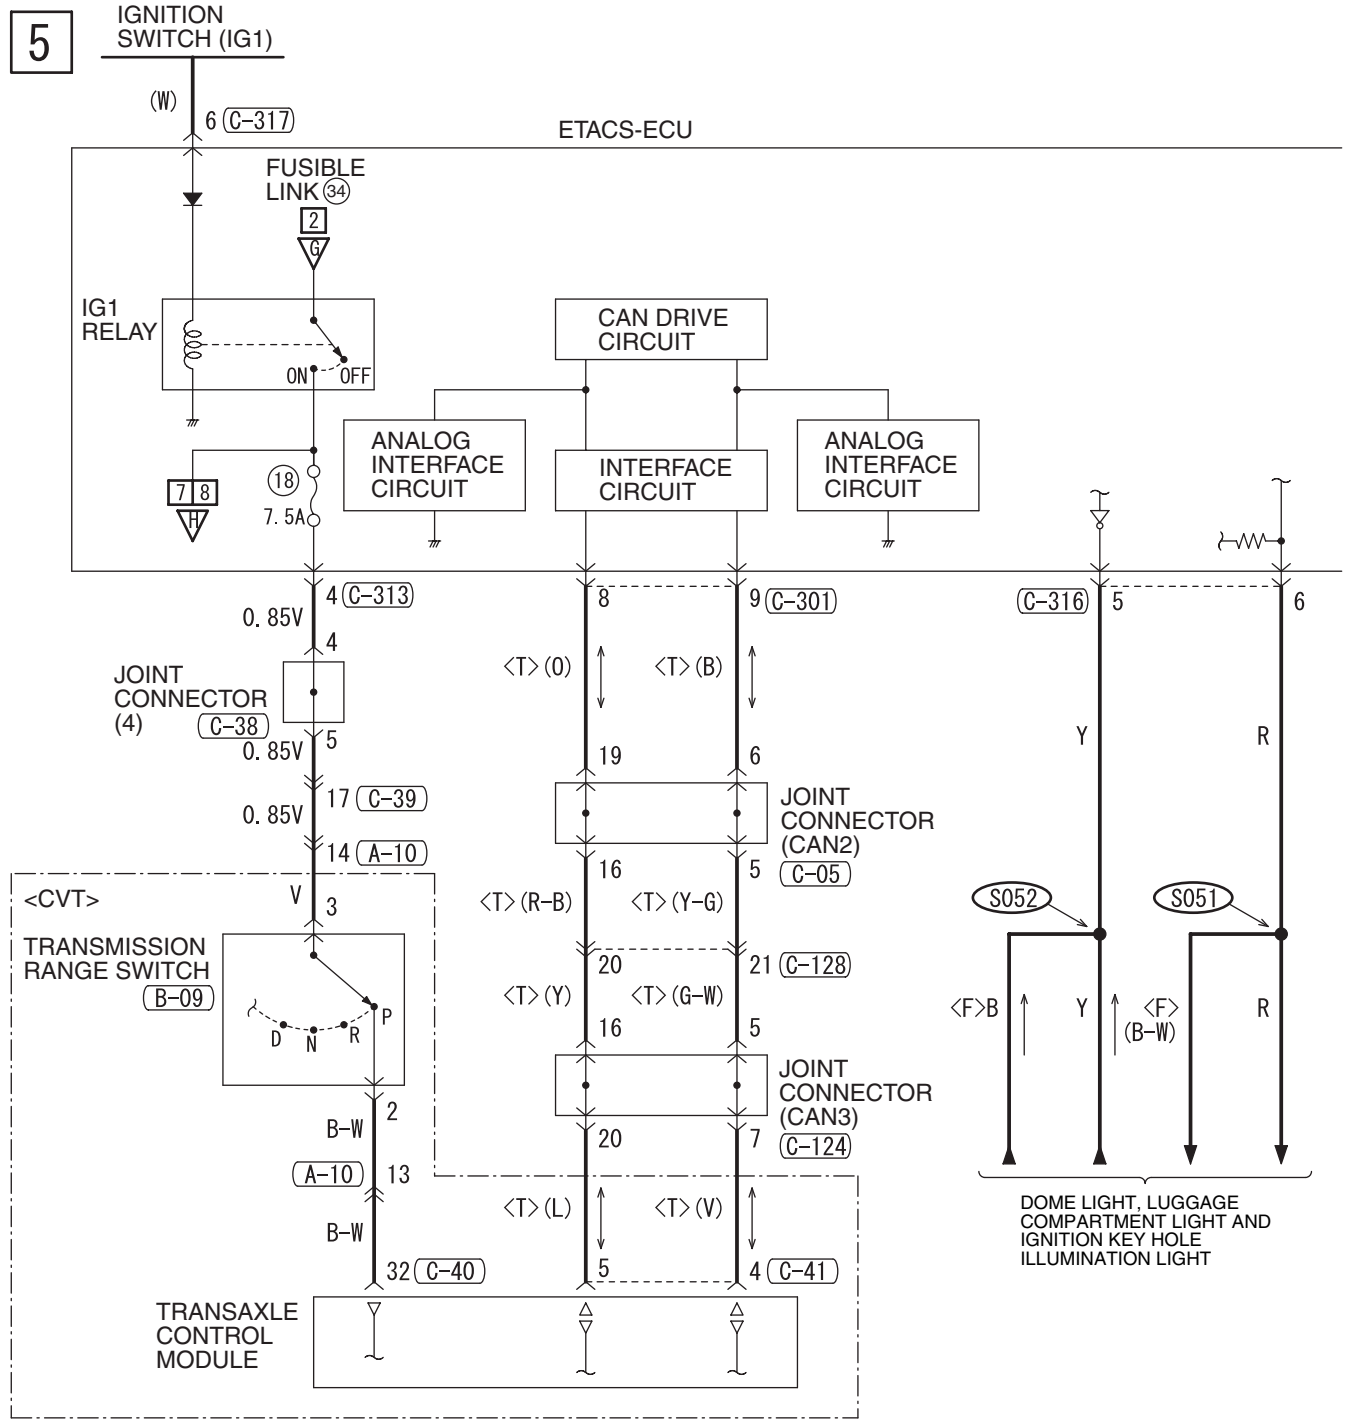 5
IGNITION
SWITCH (IG1)
(W)
6 C-317
ETACS-ECU
FUSIBLE
LINK 34
2
G
IG1
RELAY
ON
OFF
CAN DRIVE
CIRCUIT
ANALOG
INTERFACE
CIRCUIT
INTERFACE
CIRCUIT
ANALOG
INTERFACE
CIRCUIT
7 8
H
18
7.5A
4 C-313
8
9 C-301
C-316 5
6
0.85V
4
<T>(O)
<T>(B)
JOINT
CONNECTOR
(4)
C-38
5
0.85V
Y
R
19
6
17 C-39
JOINT
CONNECTOR
(CAN2)
C-05
0.85V
14 A-10
16
5
<CVT>
V
3
<T>(R-B)
<T>(Y-G)
S052
S051
TRANSMISSION
RANGE SWITCH
B-09
P
D
N
R
20
21 C-128
<T>(Y)
<T>(G-W)
<F>B
Y
<F>
(B-W)
R
16
5
JOINT
CONNECTOR
(CAN3)
C-124
2
B-W
20
7
A-10 13
B-W
<T>(L)
<T>(V)
DOME LIGHT, LUGGAGE
COMPARTMENT LIGHT AND
IGNITION KEY HOLE
ILLUMINATION LIGHT
32 C-40
5
4 C-41
TRANSAXLE
CONTROL
MODULE